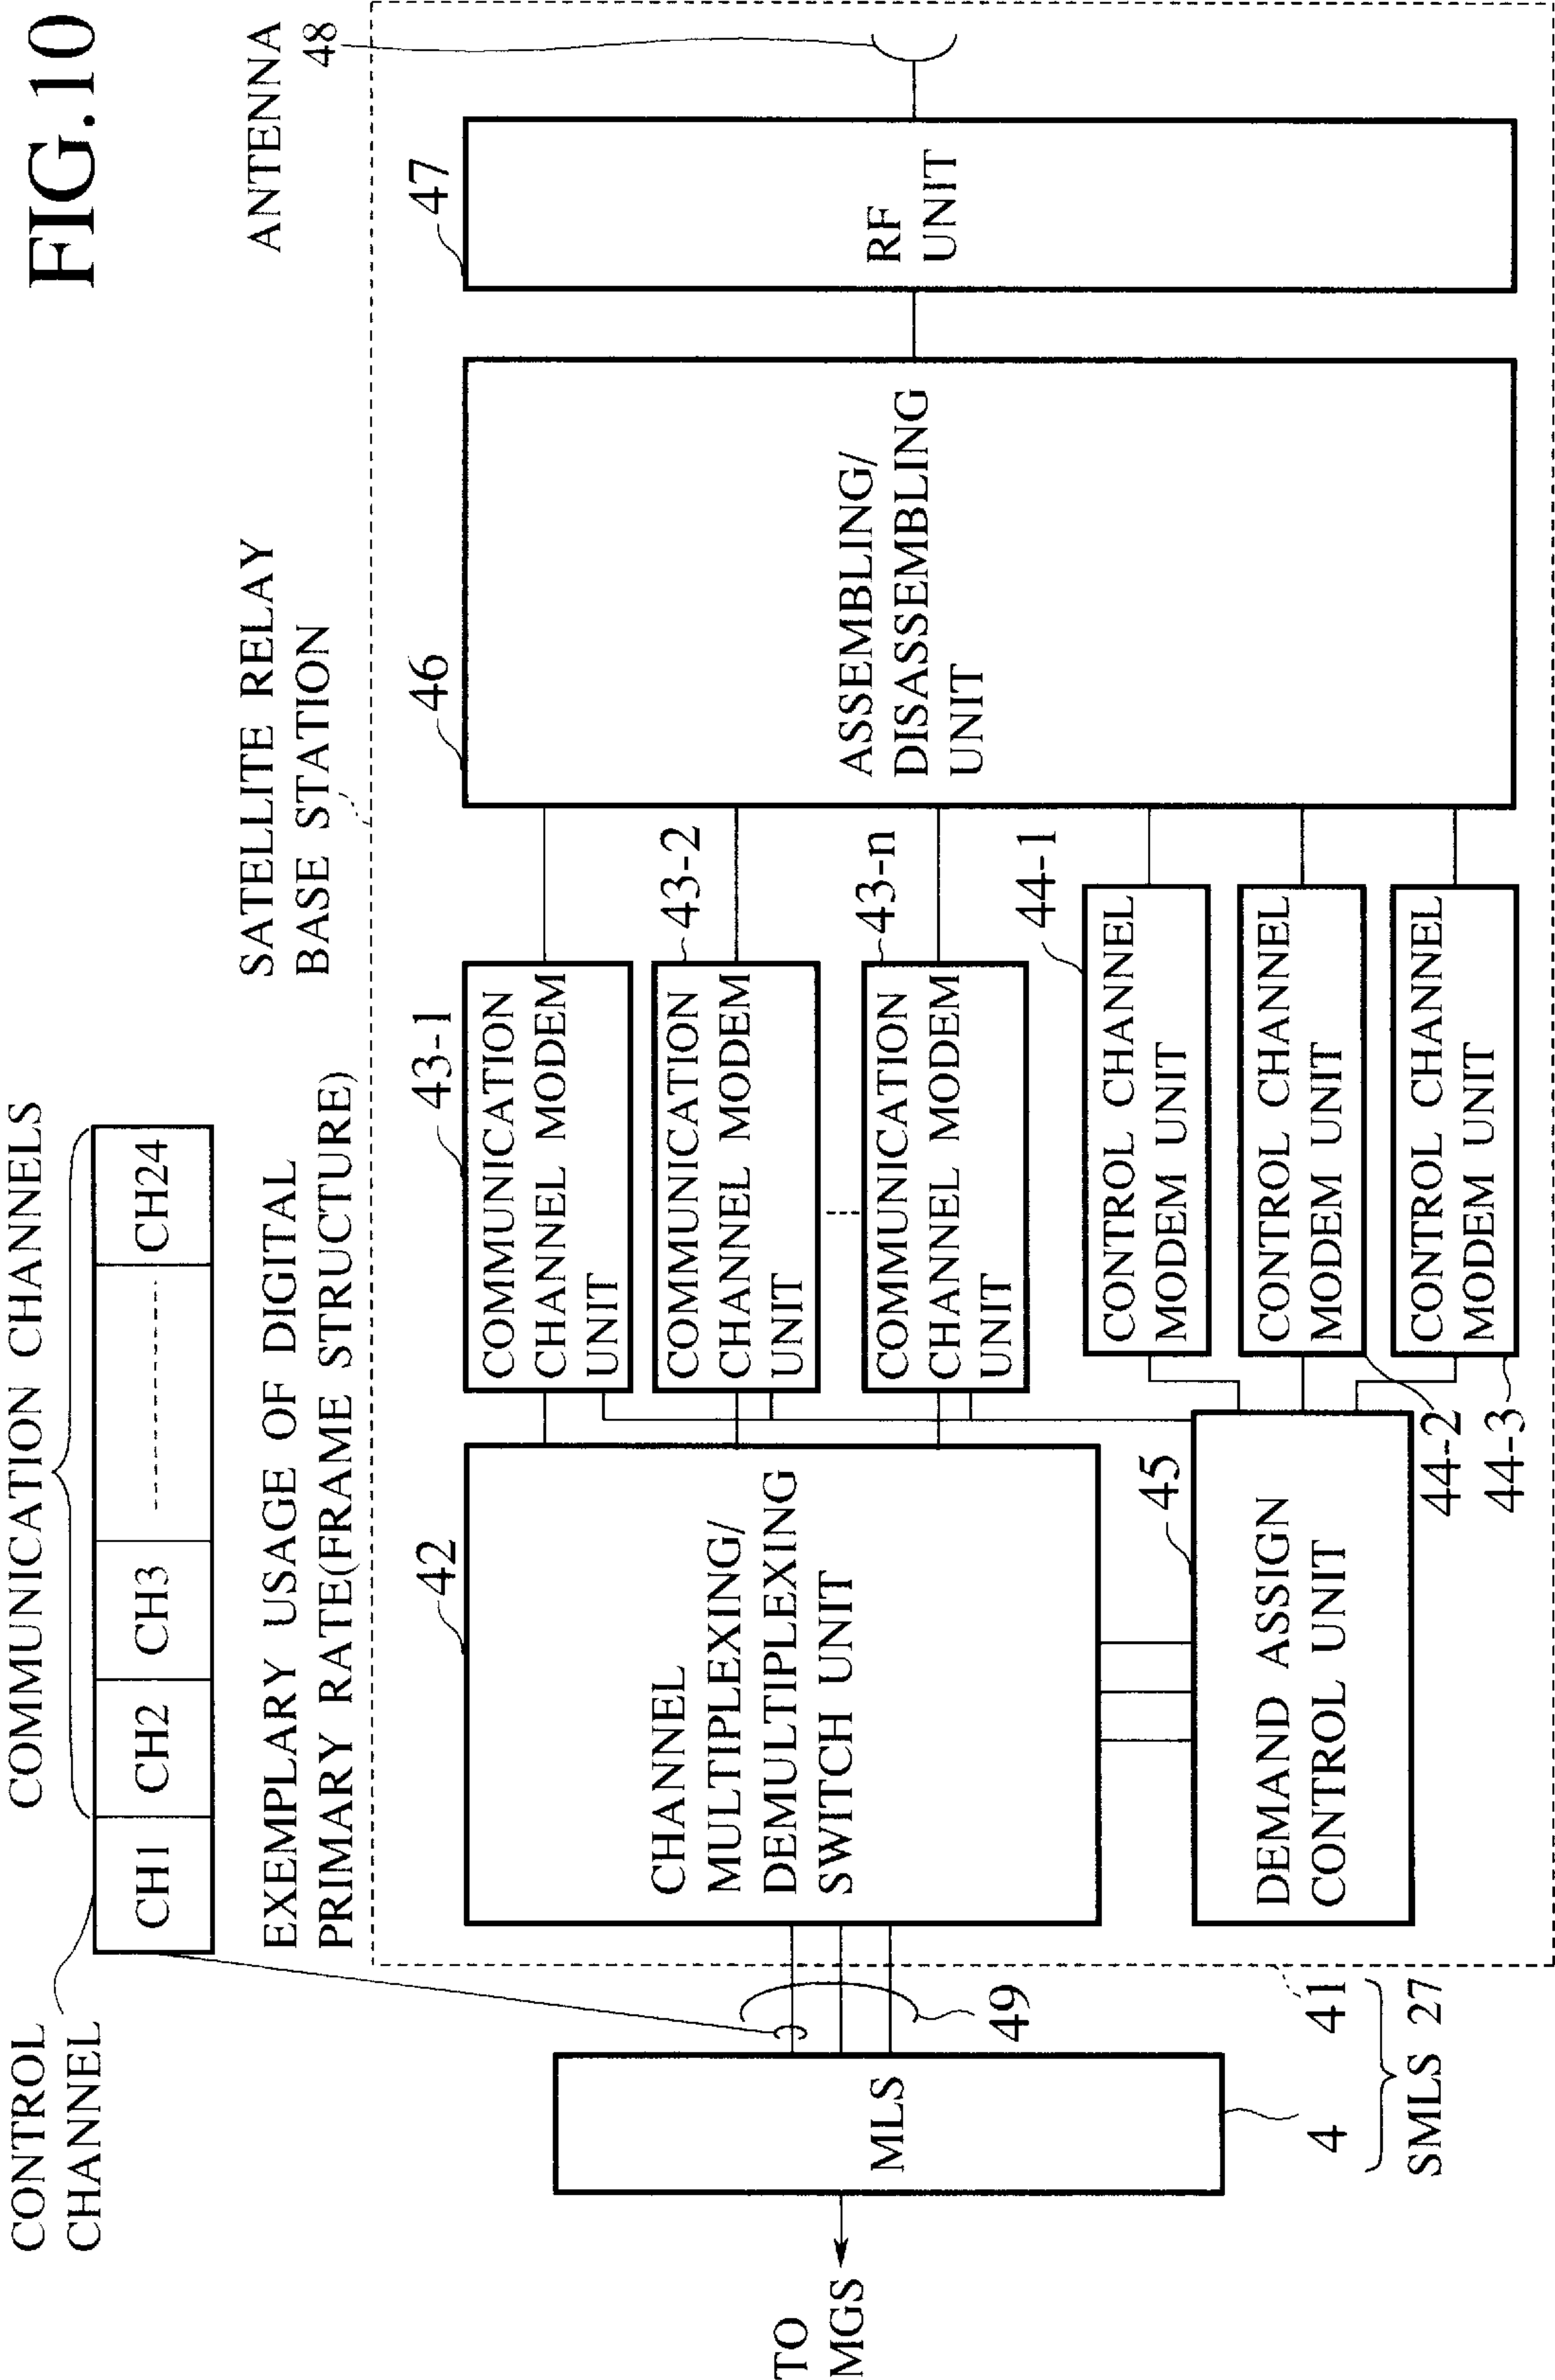 FIG.10
CONTROL
CHANNEL
COMMUNICATION CHANNELS
CH1
CH2
CH3
CH24
EXEMPLARY USAGE OF DIGITAL
PRIMARY RATE(FRAME STRUCTURE)
SATELLITE RELAY
BASE STATION
ANTENNA
48
TO
MGS
MLS
4
41
SMLS 27
49
42
CHANNEL
MULTIPLEXING/
DEMULTIPLEXING
SWITCH UNIT
45
DEMAND ASSIGN
CONTROL UNIT
43-1
COMMUNICATION
CHANNEL MODEM
UNIT
43-2
COMMUNICATION
CHANNEL MODEM
UNIT
43-n
COMMUNICATION
CHANNEL MODEM
UNIT
44-1
CONTROL CHANNEL
MODEM UNIT
CONTROL CHANNEL
MODEM UNIT
44-2
CONTROL CHANNEL
MODEM UNIT
44-3
46
ASSEMBLING/
DISASSEMBLING
UNIT
47
RF
UNIT